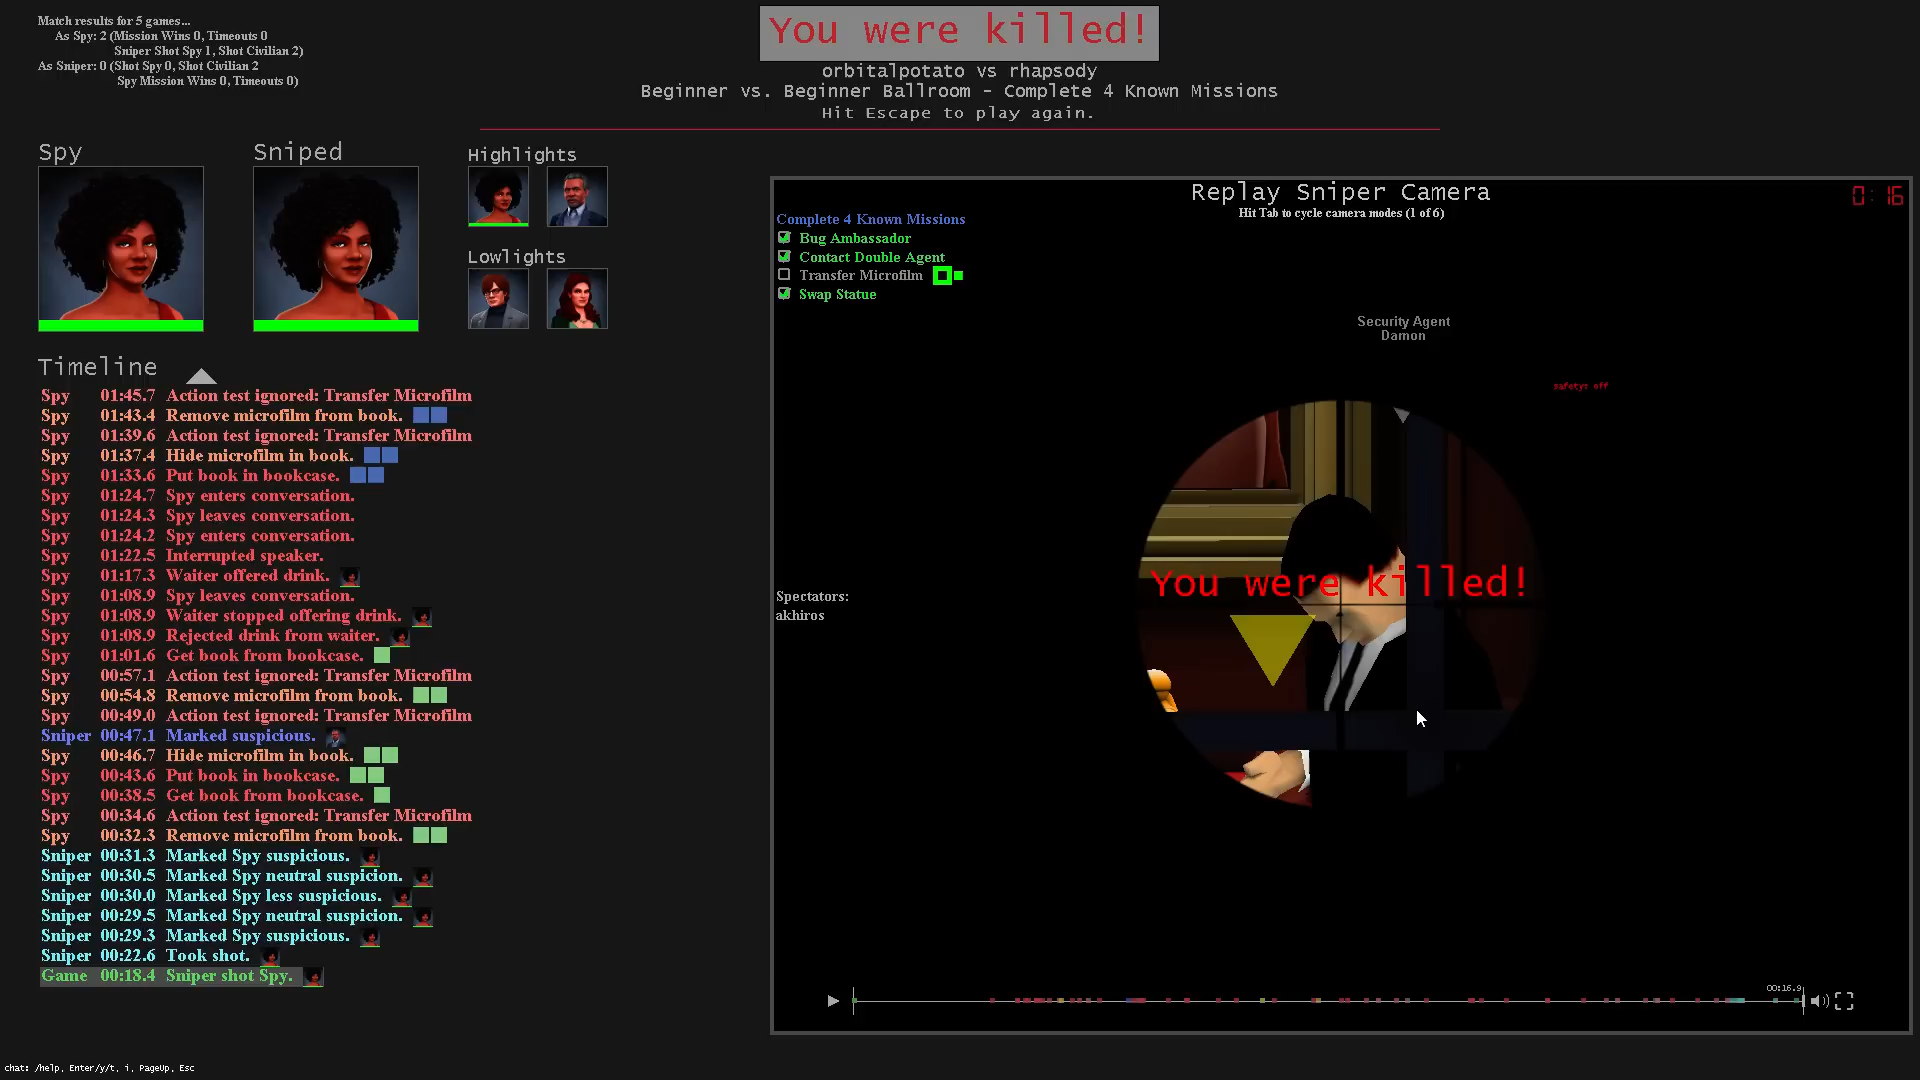 Match results for 5 games...
As Spy: 2 (Mission Wins 0, Timeouts 0
Sniper Shot Spy 1, Shot Civilian 2)
As Sniper: 0 (Shot Spy 0, Shot Civilian 2
Spy Mission Wins 0, Timeouts 0)
You were killed!
orbitalpotato vs rhapsody
Beginner vs. Beginner Ballroom - Complete 4 Known Missions
Hit Escape to play again.
Spy
Sniped
Highlights
Lowlights
Timeline
Spy 01:45.7 Action test ignored: Transfer Microfilm
Spy 01:43.4 Remove microfilm from book.
Spy 01:39.6 Action test ignored: Transfer Microfilm
Spy 01:37.4 Hide microfilm in book.
Spy 01:33.6 Put book in bookcase.
Spy 01:24.7 Spy enters conversation.
Spy 01:24.3 Spy leaves conversation.
Spy 01:24.2 Spy enters conversation.
Spy 01:22.5 Interrupted speaker.
Spy 01:17.3 Waiter offered drink.
Spy 01:08.9 Spy leaves conversation.
Spy 01:08.9 Waiter stopped offering drink.
Spy 01:08.9 Rejected drink from waiter.
Spy 01:01.6 Get book from bookcase.
Spy 00:57.1 Action test ignored: Transfer Microfilm
Spy 00:54.8 Remove microfilm from book.
Spy 00:49.0 Action test ignored: Transfer Microfilm
Sniper 00:47.1 Marked suspicious.
Spy 00:46.7 Hide microfilm in book.
Spy 00:43.6 Put book in bookcase.
Spy 00:38.5 Get book from bookcase.
Spy 00:34.6 Action test ignored: Transfer Microfilm
Spy 00:32.3 Remove microfilm from book.
Sniper 00:31.3 Marked Spy suspicious.
Sniper 00:30.5 Marked Spy neutral suspicion.
Sniper 00:30.0 Marked Spy less suspicious.
Sniper 00:29.5 Marked Spy neutral suspicion.
Sniper 00:29.3 Marked Spy suspicious.
Sniper 00:22.6 Took shot.
Game 00:18.4 Sniper shot Spy.
Replay Sniper Camera
Hit Tab to cycle camera modes (1 of 6)
0:16
Complete 4 Known Missions
Bug Ambassador
Contact Double Agent
Transfer Microfilm
Swap Statue
Security Agent
Damon
safety: off
You were killed!
Spectators:
akhiros
00:16.9
chat: /help, Enter/y/t, i, PageUp, Esc